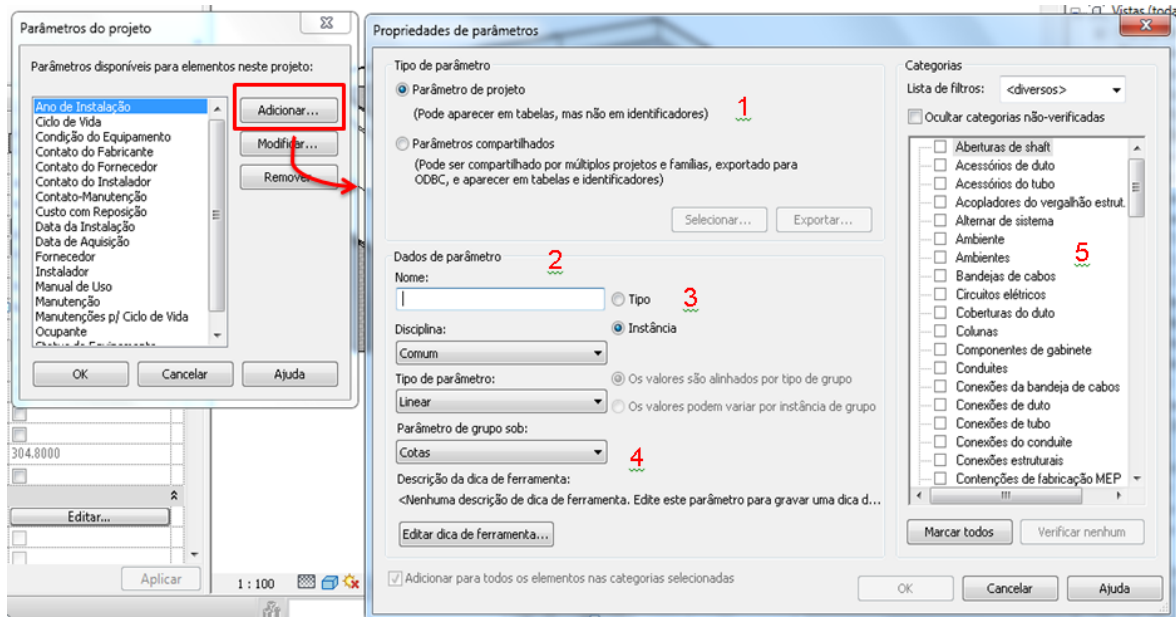 Vistas (toda
Parâmetros do projeto
Parâmetros disponíveis para elementos neste projeto:
Ano de Instalação
Ciclo de Vida
Condição do Equipamento
Contato do Fabricante
Contato do Fornecedor
Contato do Instalador
Contato-Manutenção
Custo com Reposição
Data da Instalação
Data de Aquisição
Fornecedor
Instalador
Manual de Uso
Manutenção
Manutenções p/ Ciclo de Vida
Ocupante
Adicionar...
Modificar...
Remover
OK
Cancelar
Ajuda
304.8000
Editar...
Aplicar
1 : 100
Propriedades de parâmetros
Tipo de parâmetro
Parâmetro de projeto
(Pode aparecer em tabelas, mas não em identificadores)
1
Parâmetros compartilhados
(Pode ser compartilhado por múltiplos projetos e famílias, exportado para
ODBC, e aparecer em tabelas e identificadores)
Selecionar...
Exportar...
Dados de parâmetro
2
Nome:
Tipo
3
Disciplina:
Instância
Comum
Tipo de parâmetro:
Os valores são alinhados por tipo de grupo
Linear
Os valores podem variar por instância de grupo
Parâmetro de grupo sob:
Cotas
4
Descrição da dica de ferramenta:
<Nenhuma descrição de dica de ferramenta. Edite este parâmetro para gravar uma dica d...
Editar dica de ferramenta...
Adicionar para todos os elementos nas categorias selecionadas
Categorias
Lista de filtros:
<diversos>
Ocultar categorias não-verificadas
Aberturas de shaft
Acessórios de duto
Acessórios do tubo
Acopladores do vergalhão estrut.
Alternar de sistema
Ambiente
Ambientes
5
Bandejas de cabos
Circuitos elétricos
Coberturas do duto
Colunas
Componentes de gabinete
Conduites
Conexões da bandeja de cabos
Conexões de duto
Conexões de tubo
Conexões do conduite
Conexões estruturais
Contenções de fabricação MEP
Marcar todos
Verificar nenhum
OK
Cancelar
Ajuda